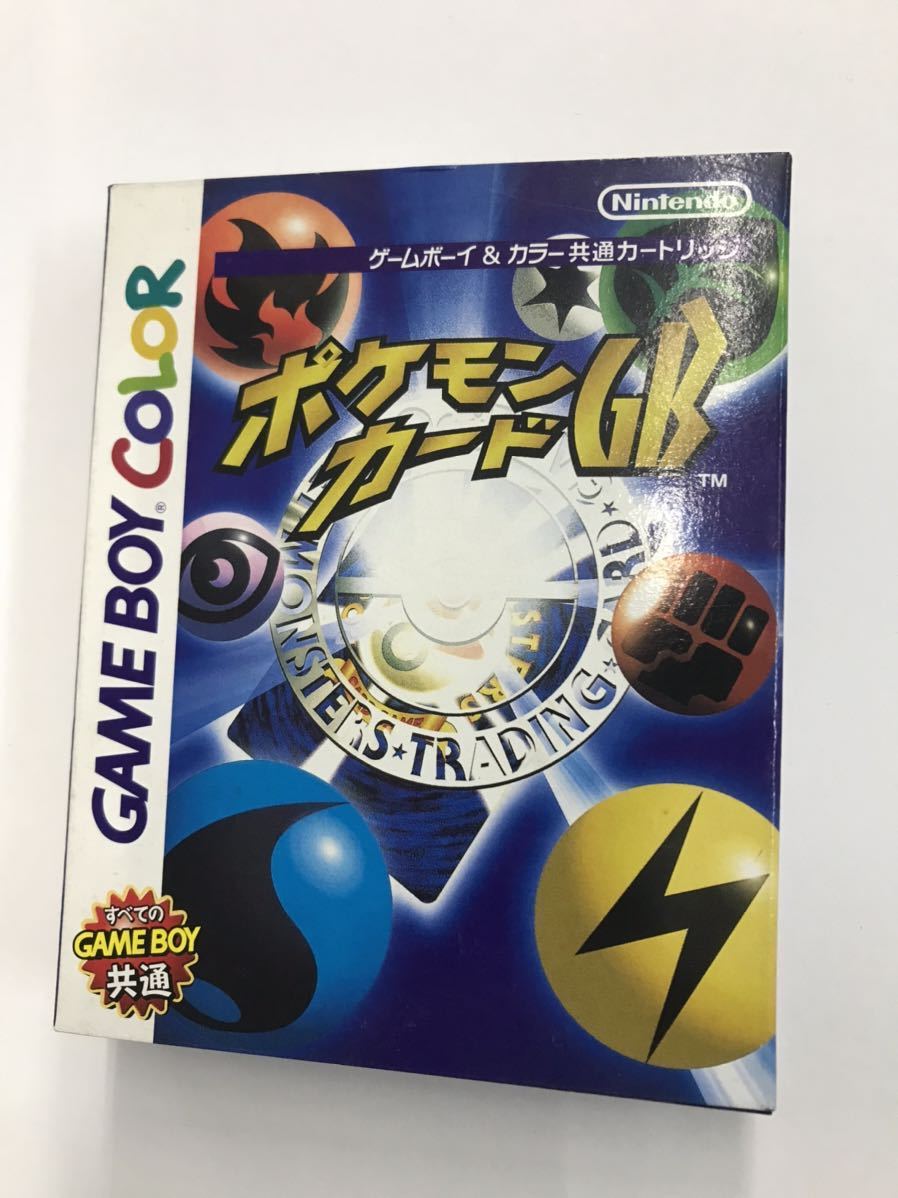 Nintendo
ゲームボーイ & カラー共通カートリッジ
ポケモン
カードGB
TM
MONSTERS★TRADING★CARD
STARS
GAME BOY COLOR
®
すべての
GAME BOY
共通